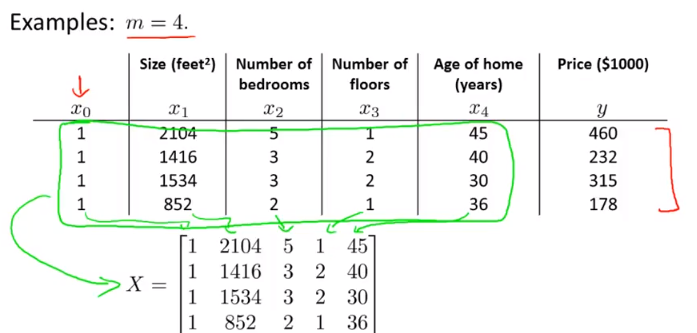 Examples: m = 4.
Size (feet²) Number of bedrooms Number of floors Age of home (years) Price ($1000)
x₀ x₁ x₂ x₃ x₄ y
1 2104 5 1 45 460
1 1416 3 2 40 232
1 1534 3 2 30 315
1 852 2 1 36 178
X = [1 2104 5 1 45]
1 1416 3 2 40
1 1534 3 2 30
1 852 2 1 36